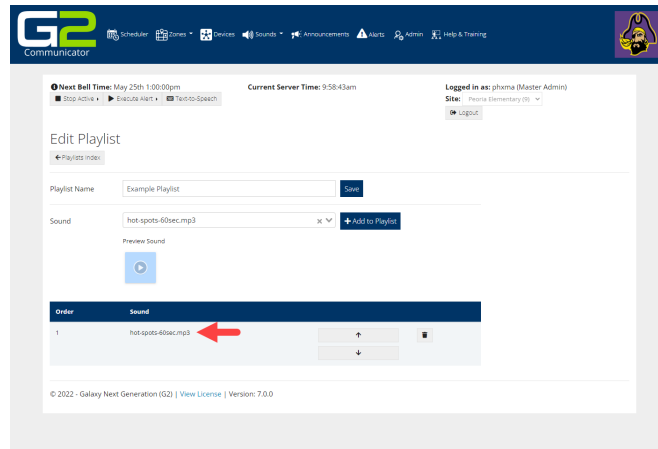 G2
Communicator
Scheduler Zones Devices Sounds Announcements Alerts Admin Help & Training
Next Bell Time: May 25th 1:00:00pm Current Server Time: 9:58:43am Logged in as: phxma (Master Admin)
Stop Active Execute Alert Text-to-Speech Site: Peoria Elementary (9)
Logout
Edit Playlist
Playlists Index
Playlist Name Example Playlist Save
Sound hot-spots-60sec.mp3 Add to Playlist
Preview Sound
Order Sound
1 hot-spots-60sec.mp3
© 2022 - Galaxy Next Generation (G2) | View License | Version: 7.0.0